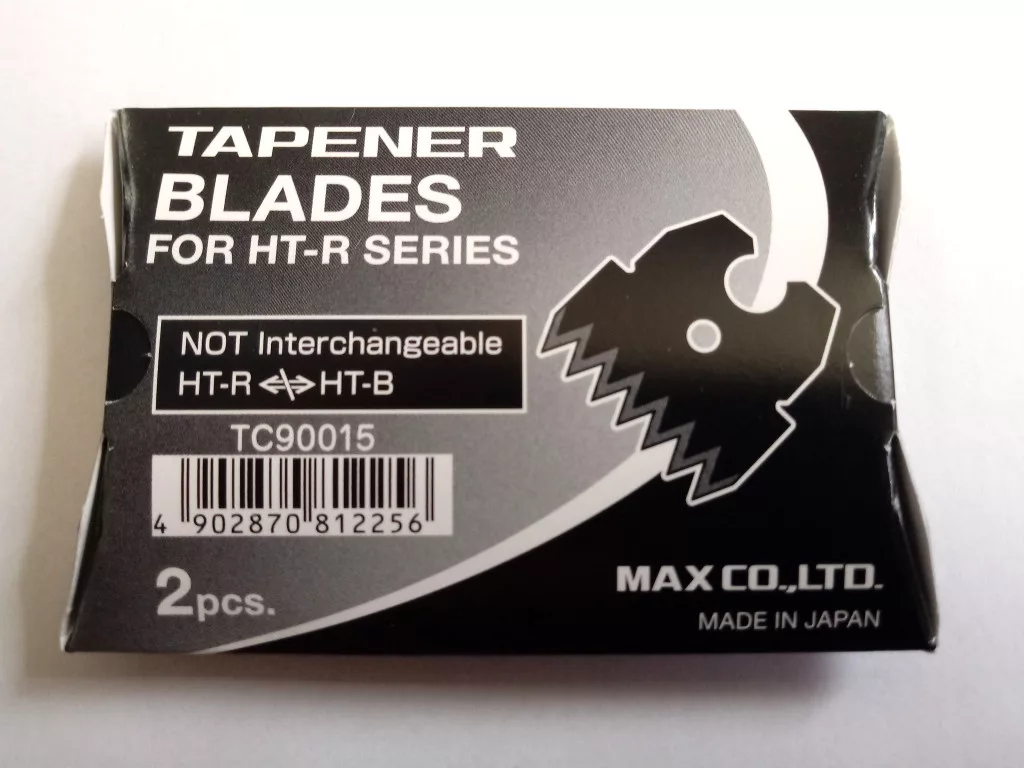 TAPENER
BLADES
FOR HT-R SERIES
NOT Interchangeable
HT-R ⇎ HT-B
TC90015
4 902870 812256
2pcs.
MAX CO.,LTD.
MADE IN JAPAN